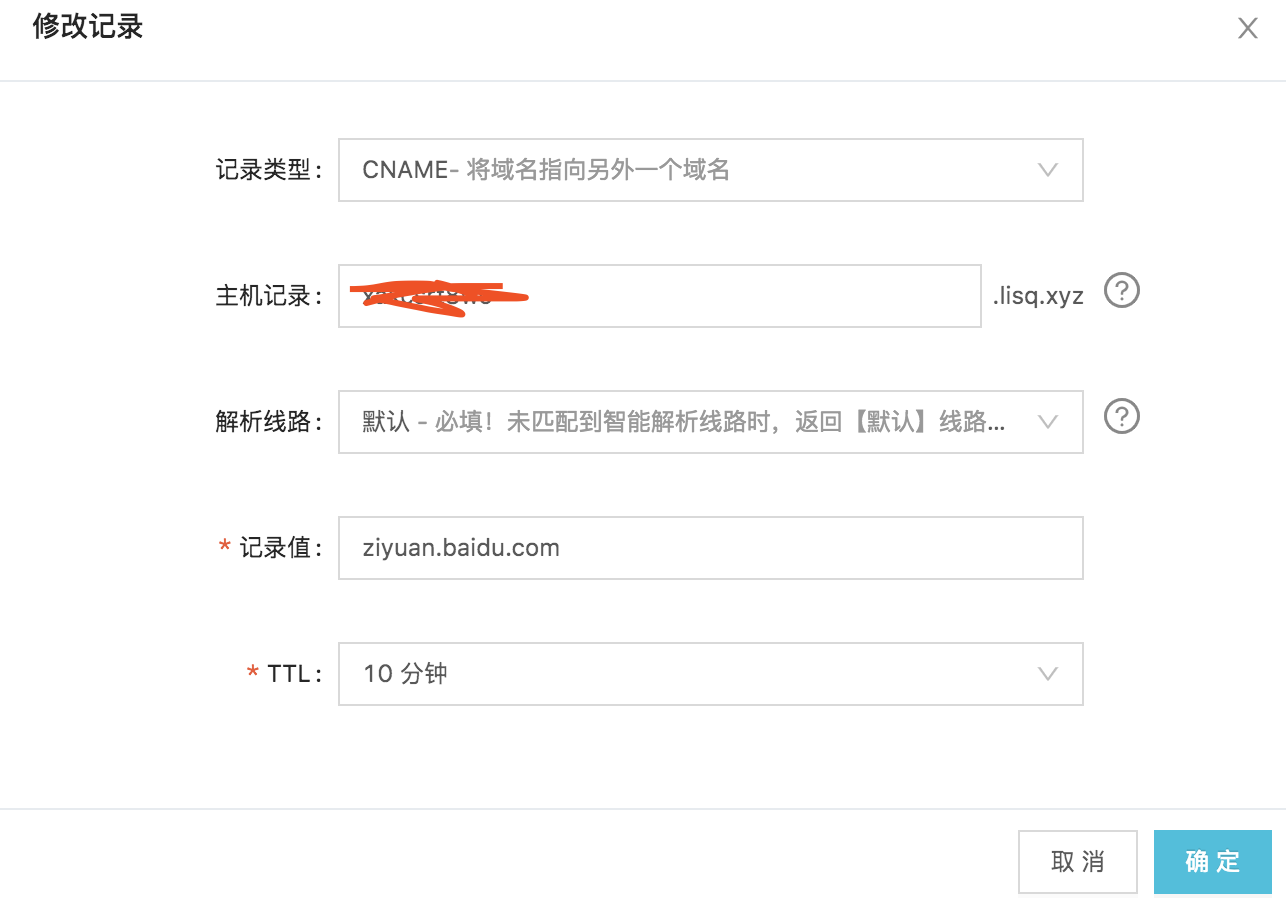 修改记录
记录类型：
CNAME- 将域名指向另外一个域名
主机记录：
.lisq.xyz
?
解析线路：
默认 - 必填！未匹配到智能解析线路时，返回【默认】线路...
?
* 记录值：
ziyuan.baidu.com
* TTL：
10 分钟
取 消
确 定